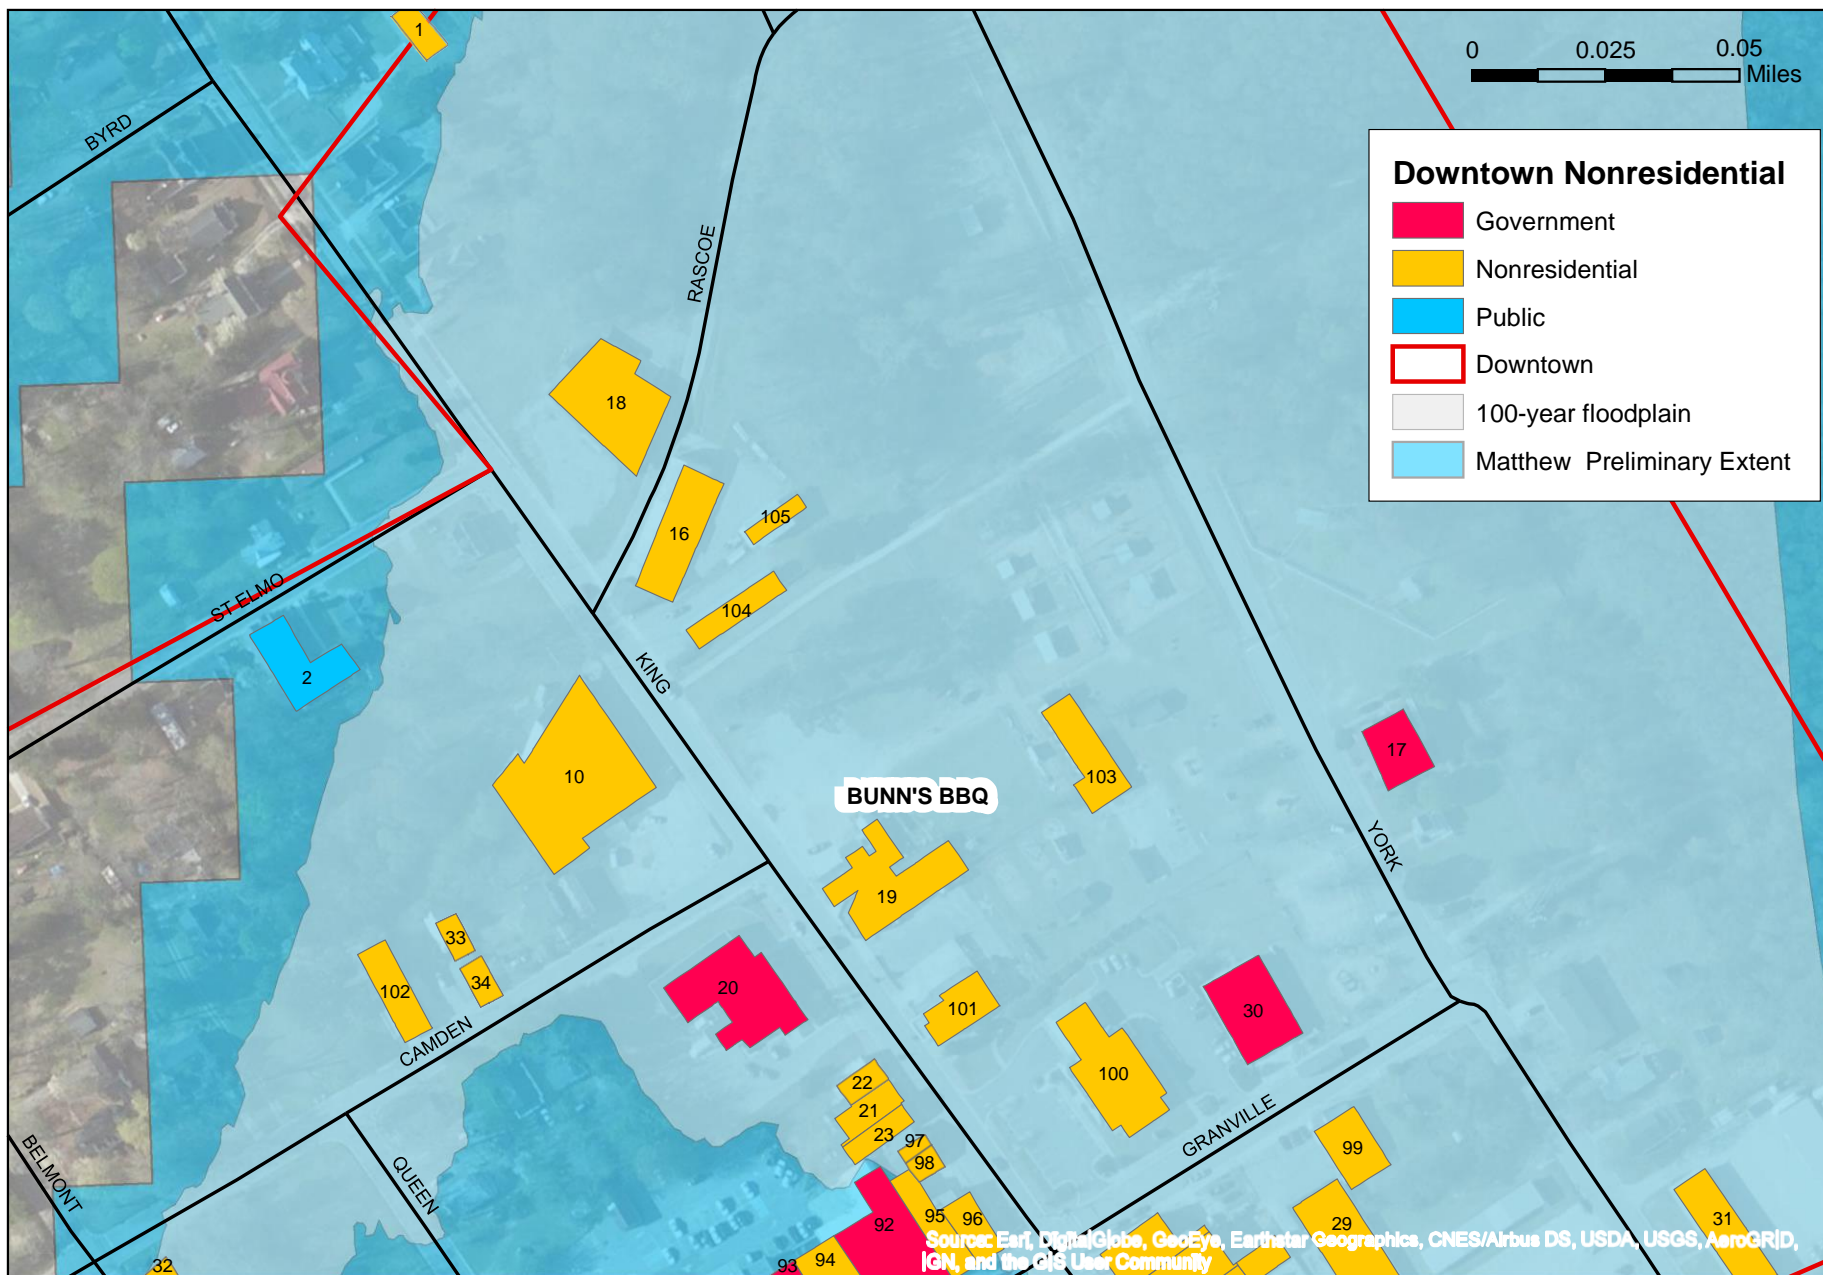 1
0 0.025 0.05
Miles
BYRD
Downtown Nonresidential
Government
Nonresidential
Public
Downtown
100-year floodplain
Matthew Preliminary Extent
RASCOE
18
105
16
ST ELMO
104
2
KING
10
103
17
BUNN'S BBQ
YORK
19
33
34
102
20
101
30
CAMDEN
100
22
21
23
97
98
GRANVILLE
99
BELMONT
QUEEN
92
95
96
29
31
32
93
94
Source: Esri, DigitalGlobe, GeoEye, Earthstar Geographics, CNES/Airbus DS, USDA, USGS, AeroGRID,
IGN, and the GIS User Community